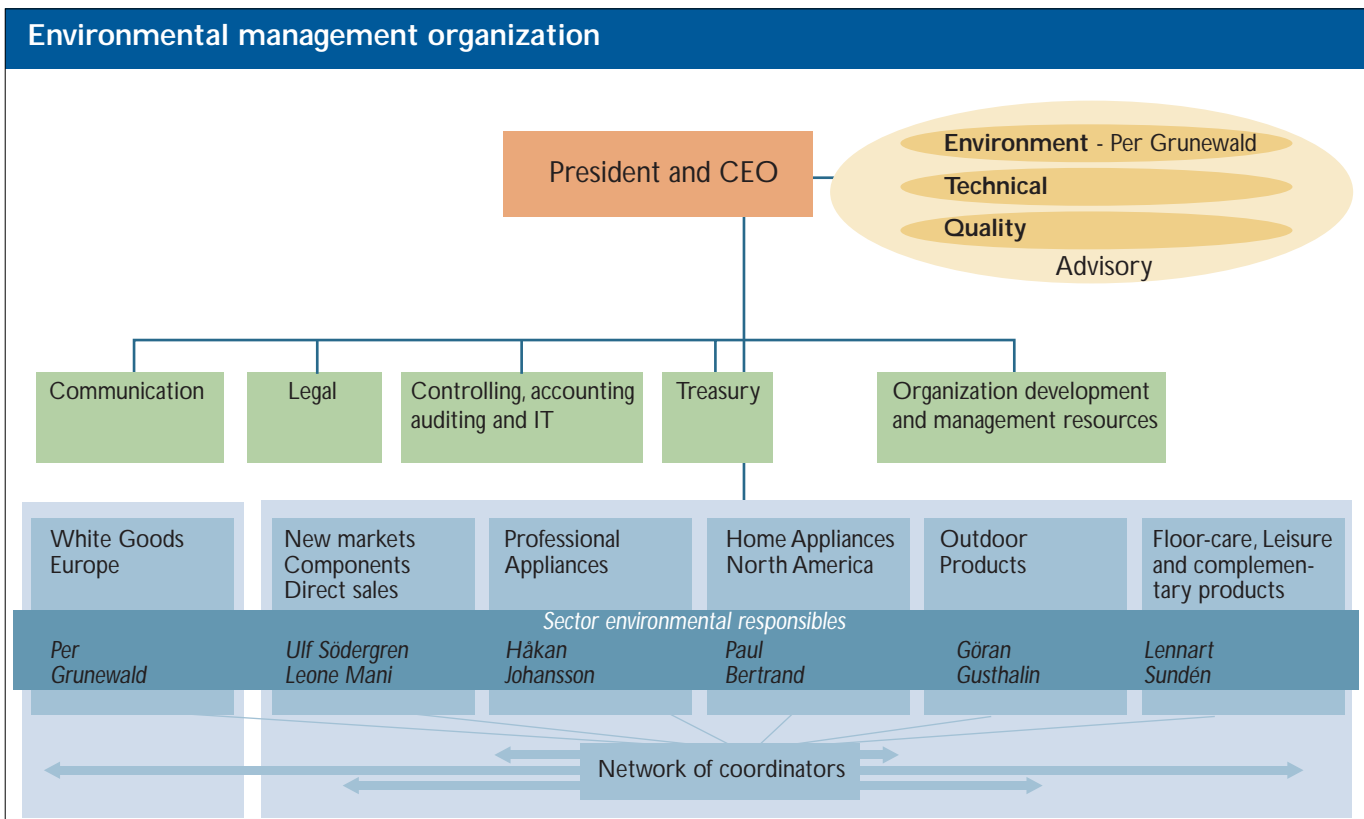 Environmental management organization
President and CEO
Environment - Per Grunewald
Technical
Quality
Advisory
Communication
Legal
Controlling, accounting
auditing and IT
Treasury
Organization development
and management resources
White Goods
Europe
New markets
Components
Direct sales
Professional
Appliances
Home Appliances
North America
Outdoor
Products
Floor-care, Leisure
and complemen-
tary products
Sector environmental responsibles
Per
Grunewald
Ulf Södergren
Leone Mani
Håkan
Johansson
Paul
Bertrand
Göran
Gusthalin
Lennart
Sundén
Network of coordinators